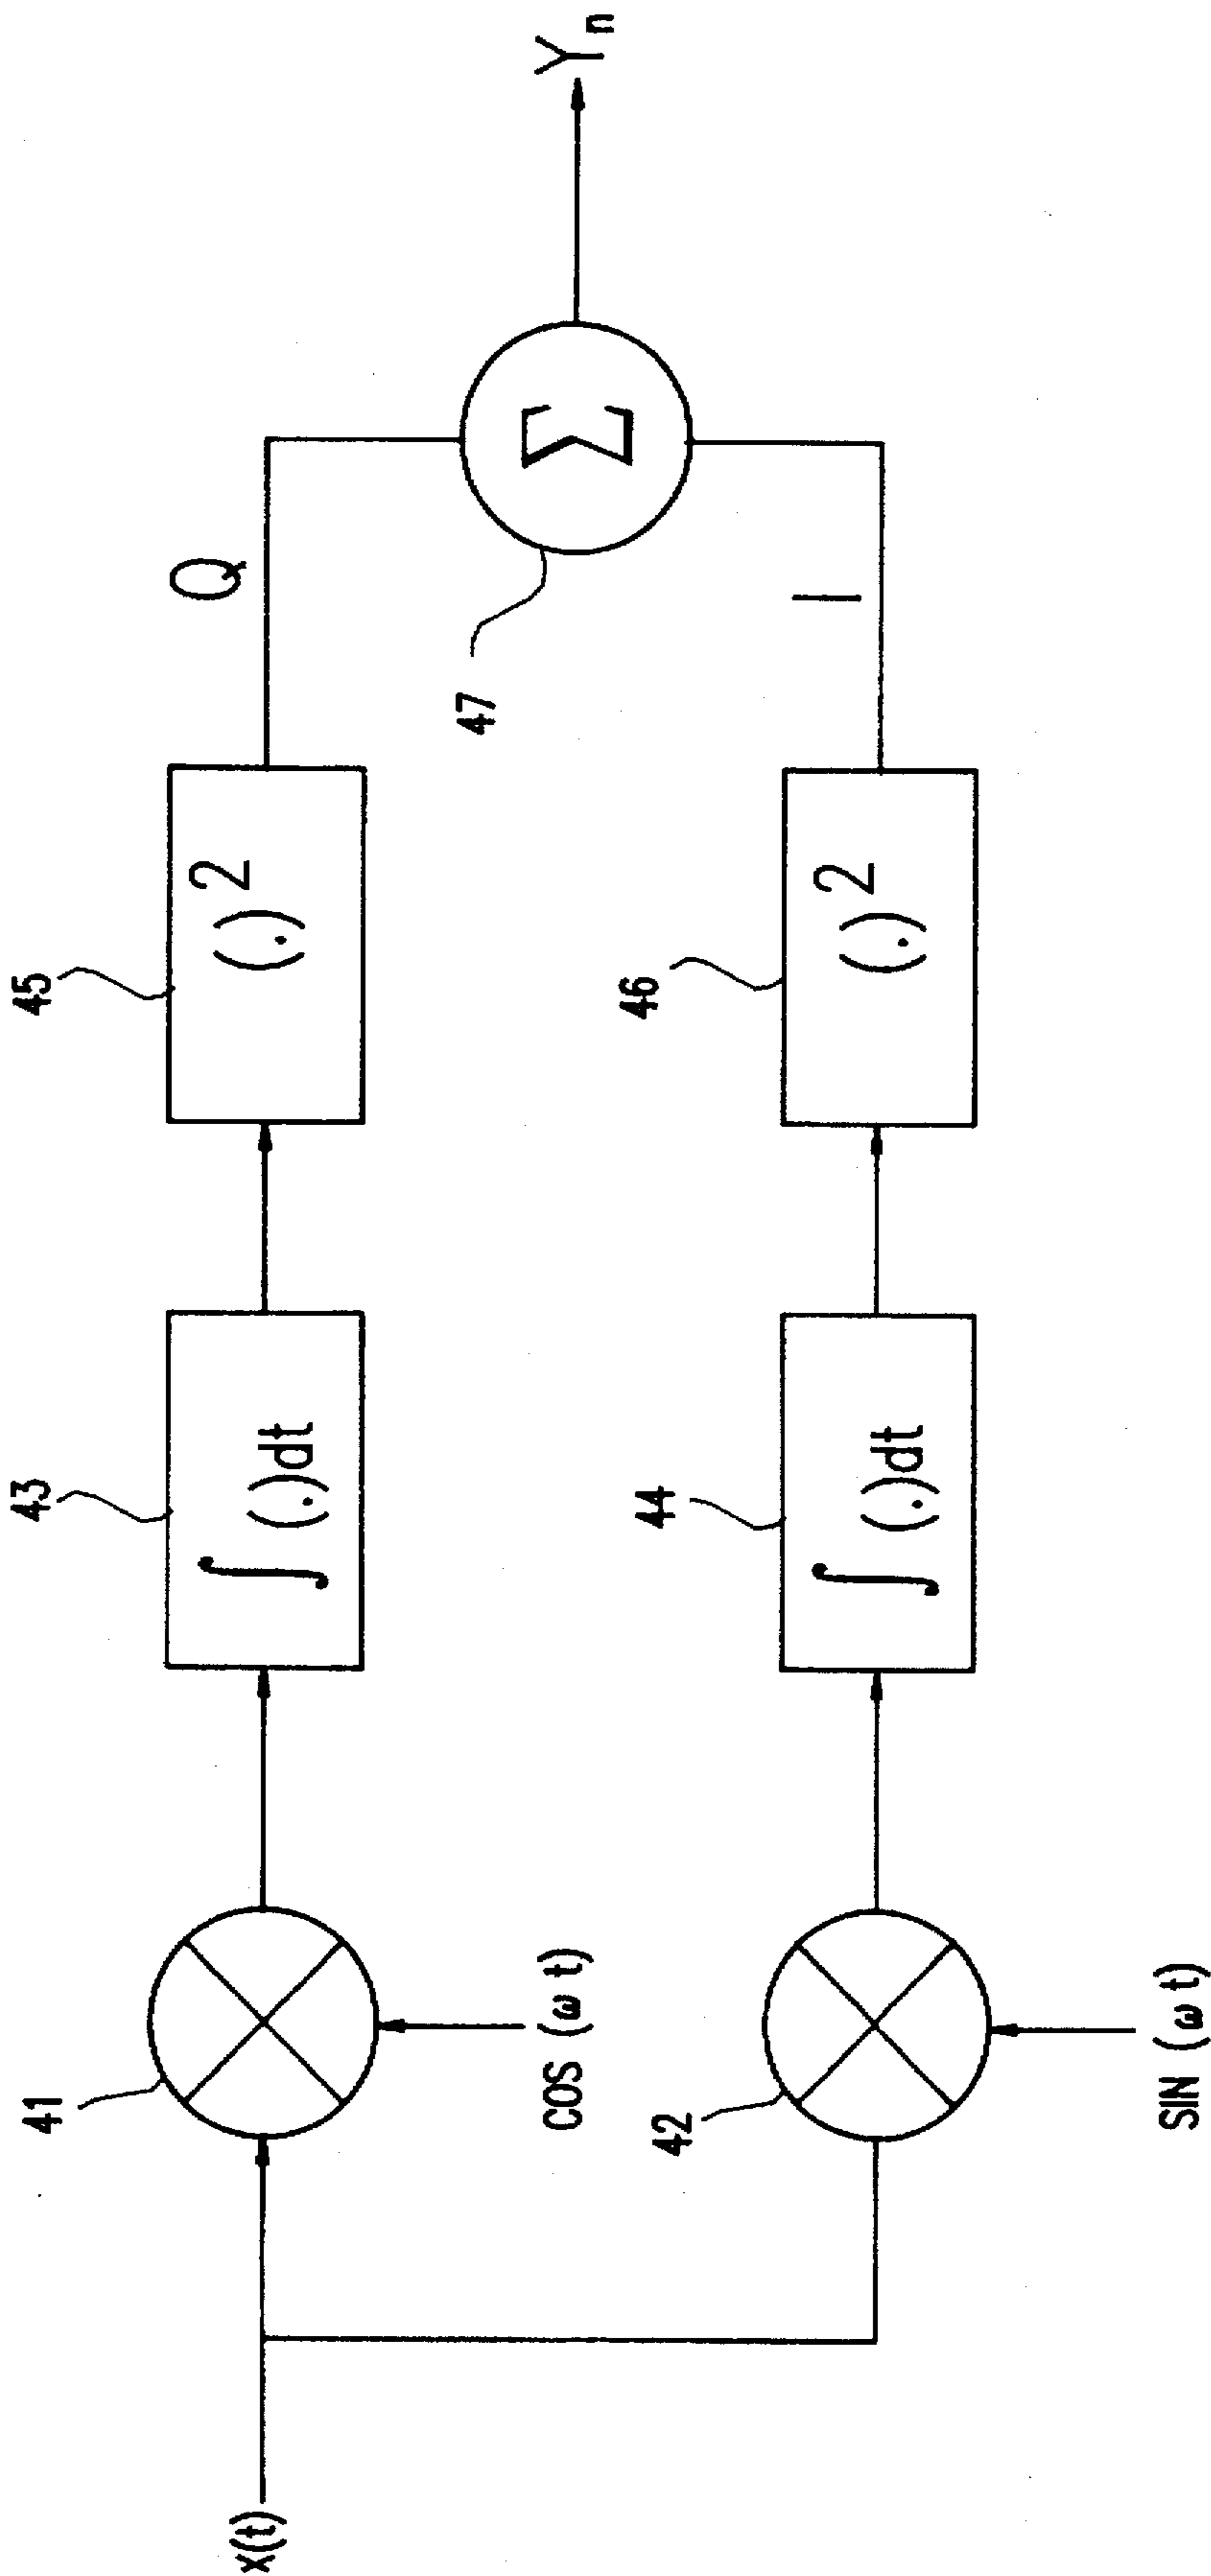 x(t)
41
COS (ω t)
43
∫(.)dt
45
(.)²
Q
42
SIN (ω t)
44
∫(.)dt
46
(.)²
I
47
Σ
Yn